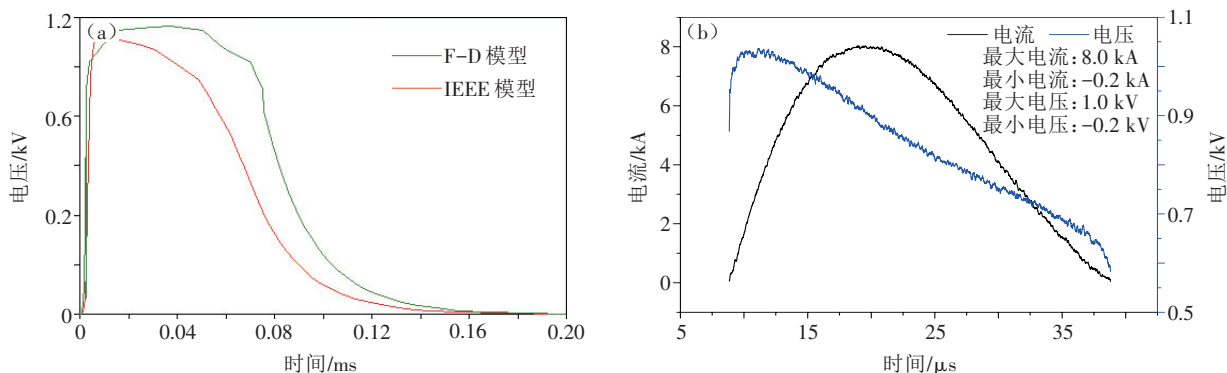 (a)
1.2
0.6
0.2
0
电压/kV
F-D 模型
IEEE 模型
0
0.04
0.08
0.12
0.16
0.20
时间/ms
(b)
8
6
4
2
0
电流/kA
电流
电压
最大电流:8.0 kA
最小电流:-0.2 kA
最大电压:1.0 kV
最小电压:-0.2 kV
1.1
0.9
0.7
0.5
电压/kV
5
15
25
35
时间/μs